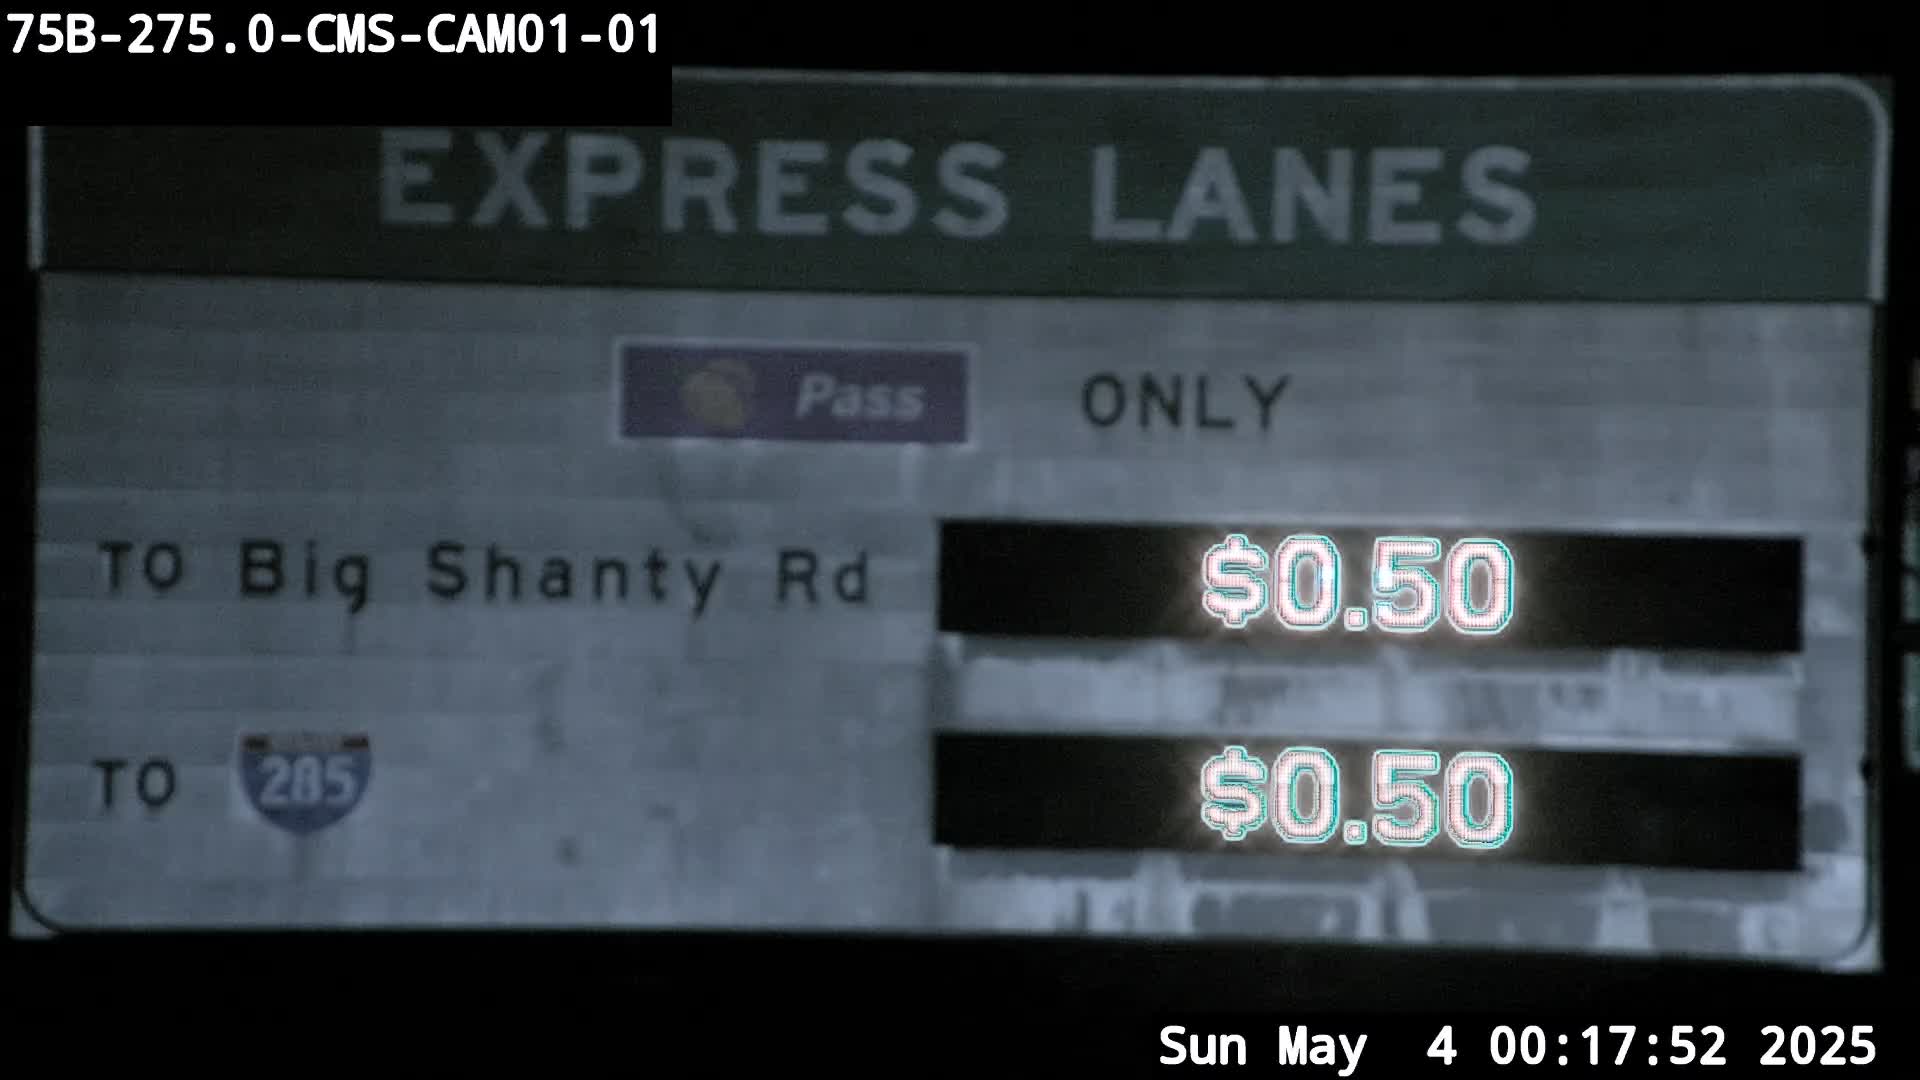 75B-275.0-CMS-CAM01-01
EXPRESS LANES
Pass ONLY
TO Big Shanty Rd $0.50
TO 285 $0.50
Sun May 4 00:17:52 2025